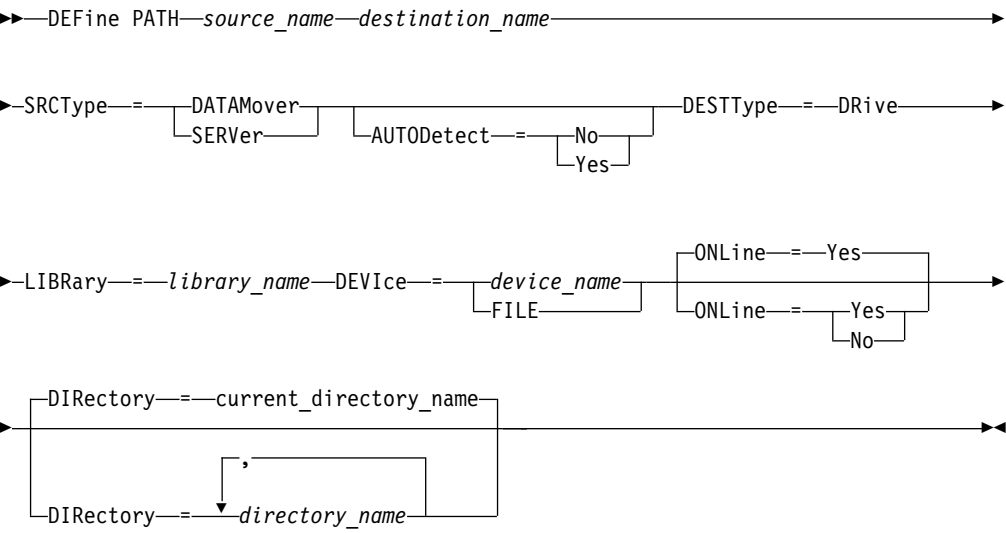 DEFine PATH source_name destination_name
SRCType = DATAMover DESTType = DRive
SERVer AUTODetect = No
Yes
ONLine = Yes
LIBRary = library_name DEVIce = device_name
FILE ONLine = Yes
No
DIRectory = current_directory_name
,
DIRectory = directory_name